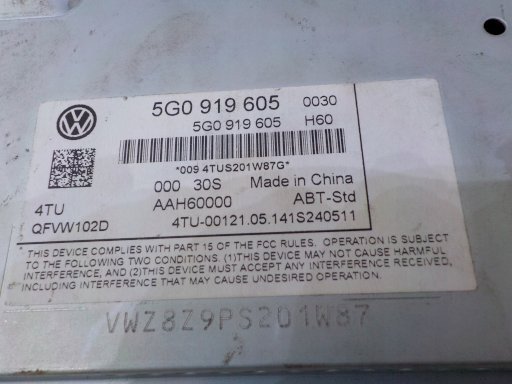 5G0 919 605 0030
5G0 919 605 H60
*009 4TUS201W87G*
000 30S Made in China
4TU AAH60000 ABT-Std
QFVW102D 4TU-00121.05.141S240511
* THIS DEVICE COMPLIES WITH PART 15 OF THE FCC RULES. OPERATION IS SUBJECT
TO THE FOLLOWING TWO CONDITIONS. (1)THIS DEVICE MAY NOT CAUSE HARMFUL
INTERFERENCE, AND (2)THIS DEVICE MUST ACCEPT ANY INTERFERENCE RECEIVED,
INCLUDING INTERFERENCE THAT MAY CAUSE UNDESIRED OPERATION.
VWZ8Z9PS201W87